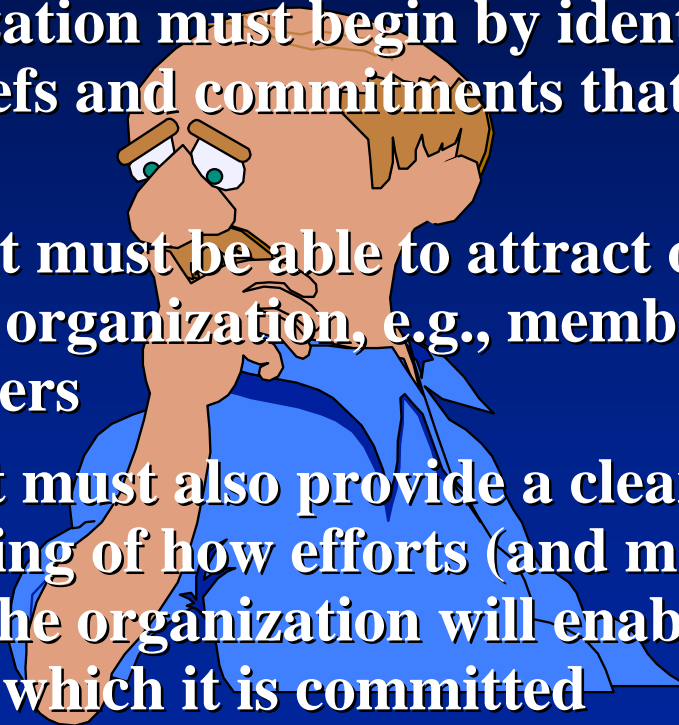 zation must begin by ident
efs and commitments that
t must be able to attract
organization, e.g., memb
ers
t must also provide a clea
ing of how efforts (and m
he organization will enab
which it is committed